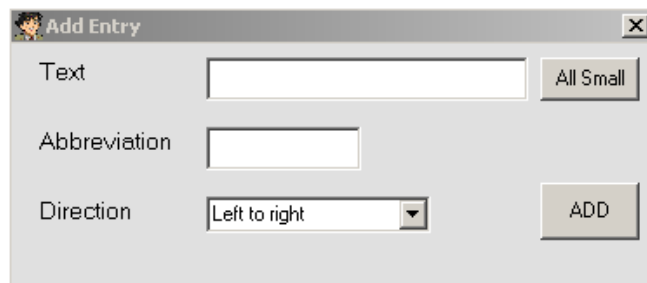 Add Entry
Text All Small
Abbreviation
Direction Left to right ADD